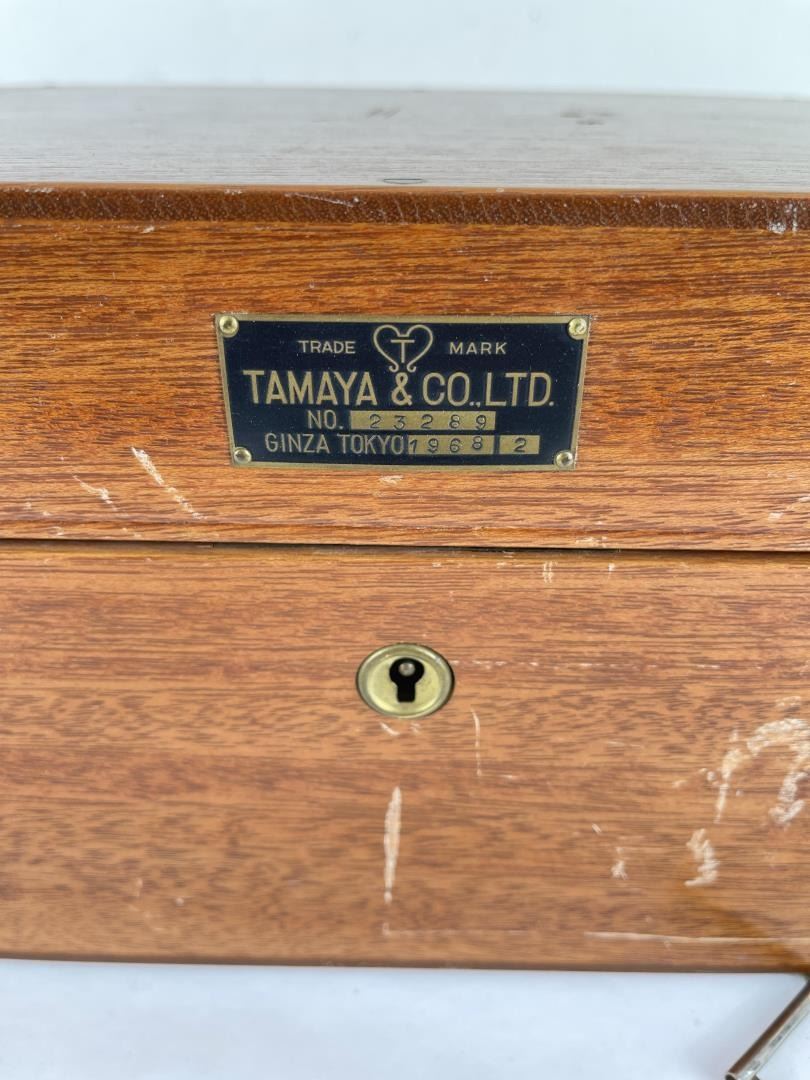 TRADE T MARK
TAMAYA & CO.,LTD.
NO. 23289
GINZA TOKYO 1968 2